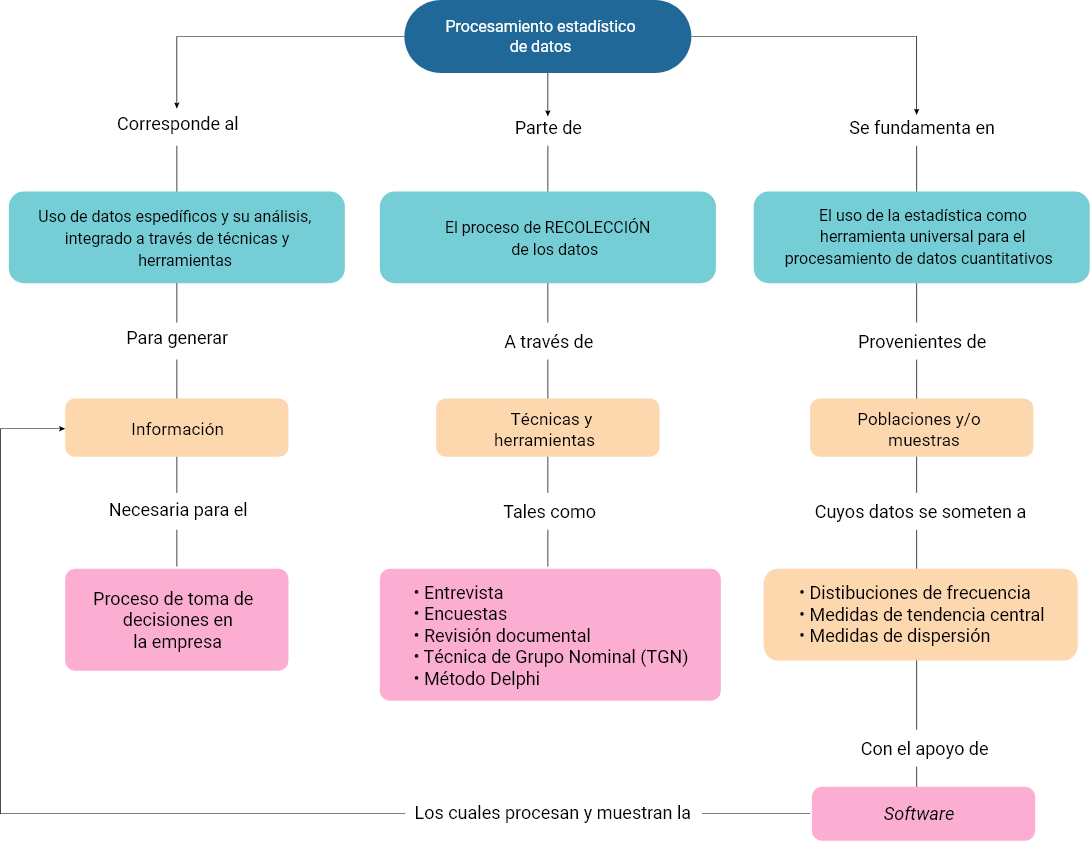 Procesamiento estadístico
de datos
Corresponde al
Uso de datos espedíficos y su análisis,
integrado a través de técnicas y
herramientas
Para generar
Información
Necesaria para el
Proceso de toma de
decisiones en
la empresa
Parte de
El proceso de RECOLECCIÓN
de los datos
A través de
Técnicas y
herramientas
Tales como
• Entrevista
• Encuestas
• Revisión documental
• Técnica de Grupo Nominal (TGN)
• Método Delphi
Se fundamenta en
El uso de la estadística como
herramienta universal para el
procesamiento de datos cuantitativos
Provenientes de
Poblaciones y/o
muestras
Cuyos datos se someten a
• Distibuciones de frecuencia
• Medidas de tendencia central
• Medidas de dispersión
Con el apoyo de
Software
Los cuales procesan y muestran la